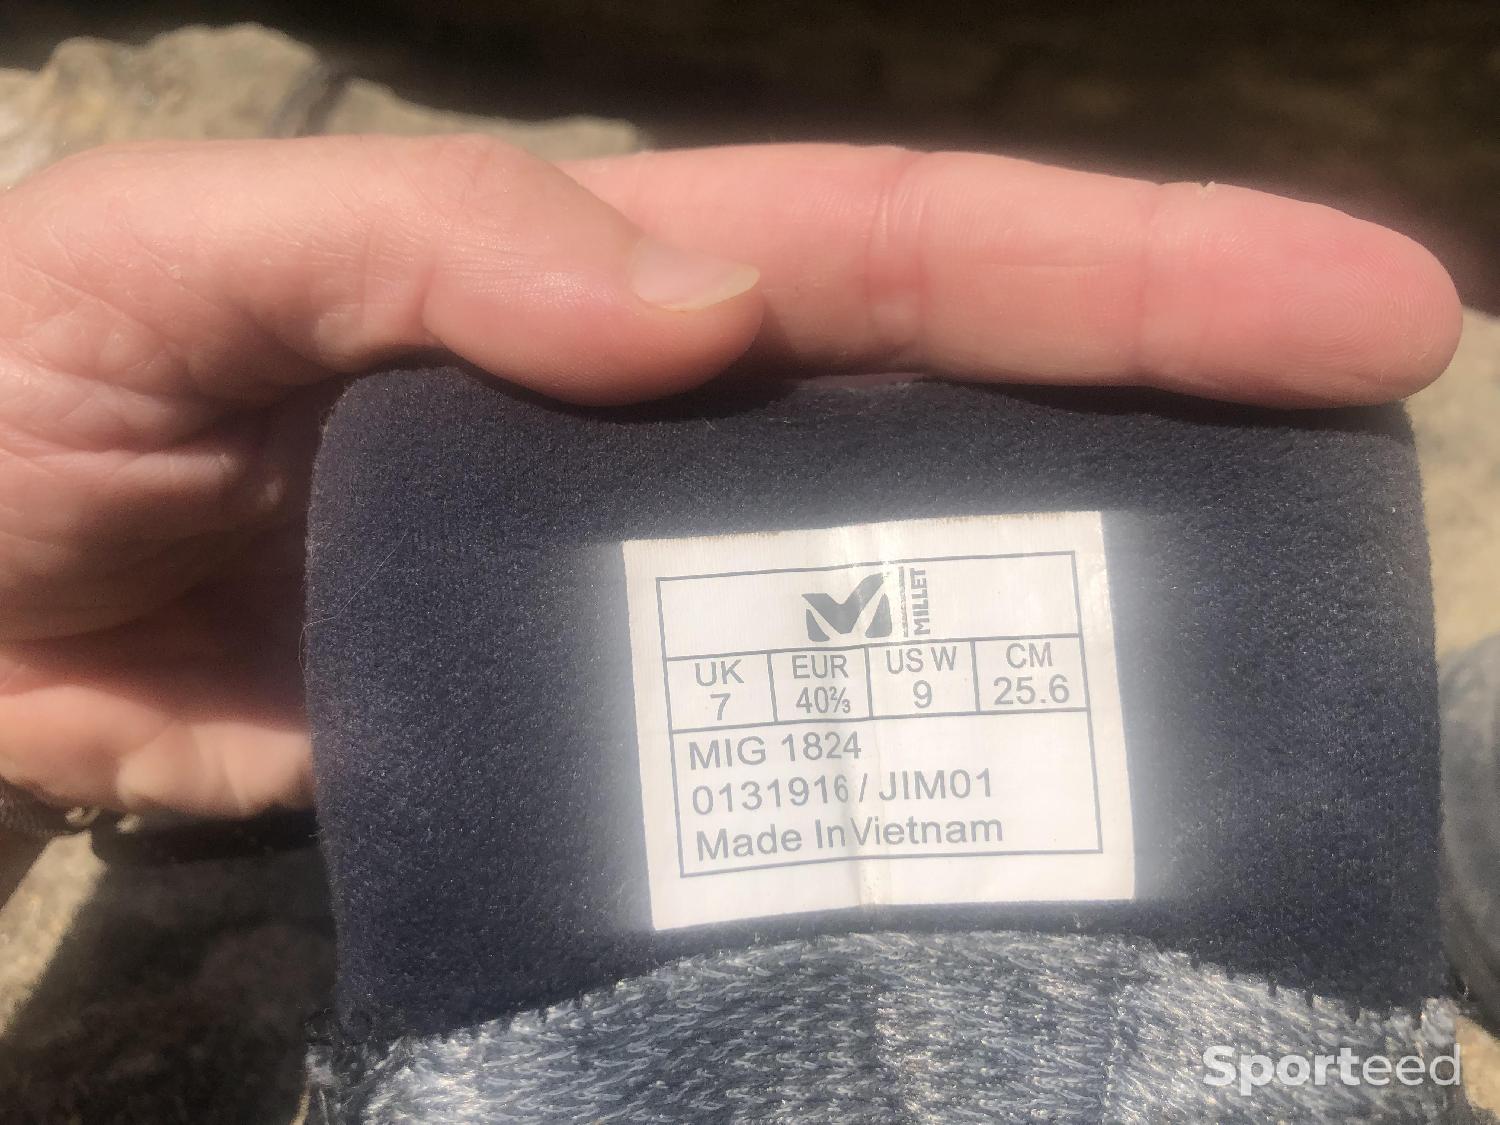 MILLET
UK EUR US W CM
7 40⅔ 9 25.6
MIG 1824
0131916 / JIM01
Made In Vietnam
Sporteed